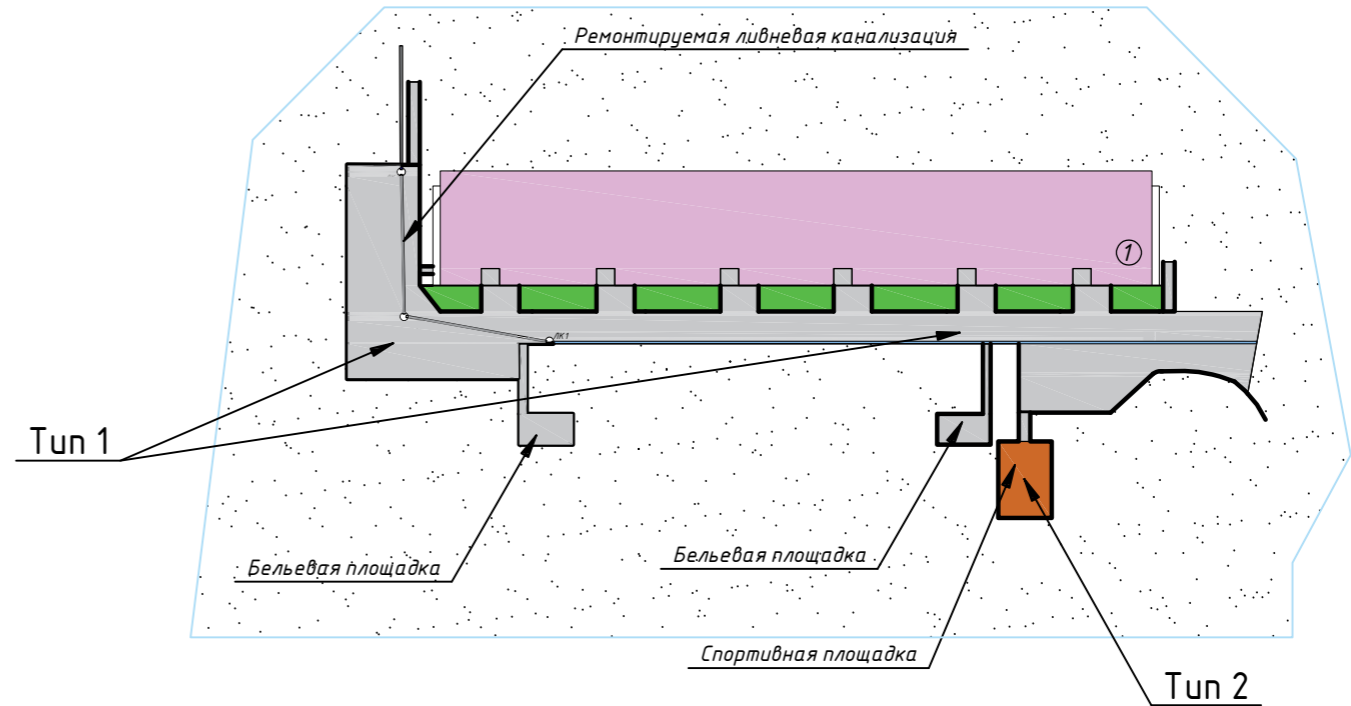 Ремонтируемая ливневая канализация
1
ЛК1
Тип 1
Бельевая площадка
Бельевая площадка
Спортивная площадка
Тип 2